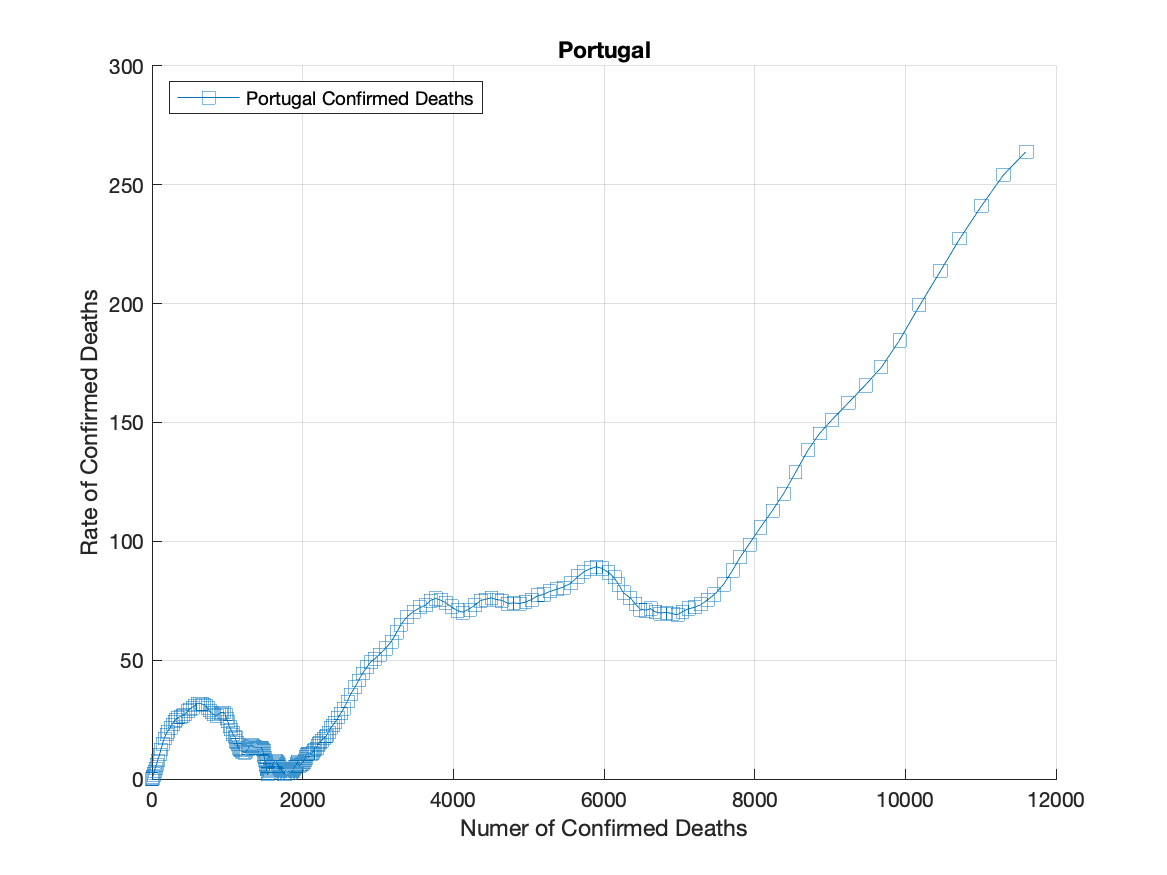 Portugal
Portugal Confirmed Deaths
300
250
200
150
100
50
0
Rate of Confirmed Deaths
0 2000 4000 6000 8000 10000 12000
Numer of Confirmed Deaths